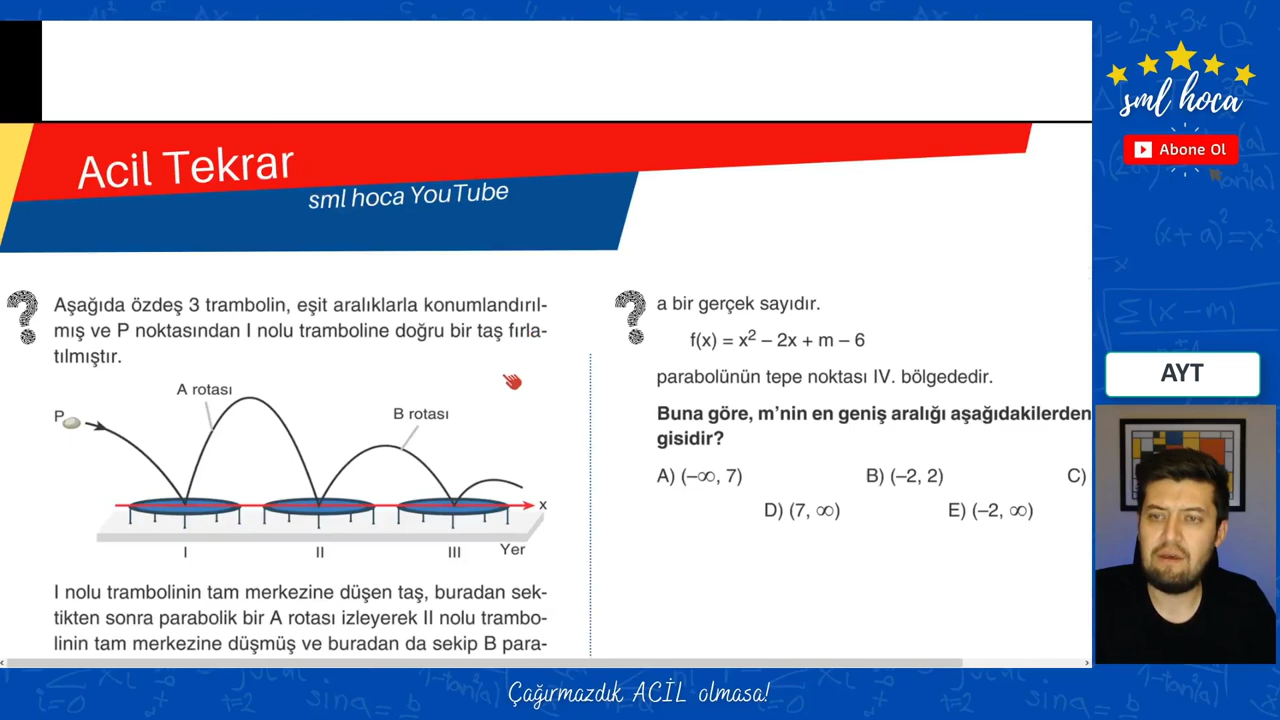 sml hoca
Abone Ol
Acil Tekrar
sml hoca YouTube
Aşağıda özdeş 3 trambolin, eşit aralıklarla konumlandırıl-
mış ve P noktasından I nolu tramboline doğru bir taş fırla-
tılmıştır.
A rotası
P
B rotası
x
I
II
III
Yer
I nolu trambolinin tam merkezine düşen taş, buradan sek-
tikten sonra parabolik bir A rotası izleyerek II nolu trambo-
linin tam merkezine düşmüş ve buradan da sekip B para-
a bir gerçek sayıdır.
f(x) = x² – 2x + m – 6
parabolünün tepe noktası IV. bölgededir.
Buna göre, m’nin en geniş aralığı aşağıdakilerden
gisidir?
A) (–∞, 7) B) (–2, 2) C)
D) (7, ∞) E) (–2, ∞)
AYT
Çağırmazdık ACİL olmasa!